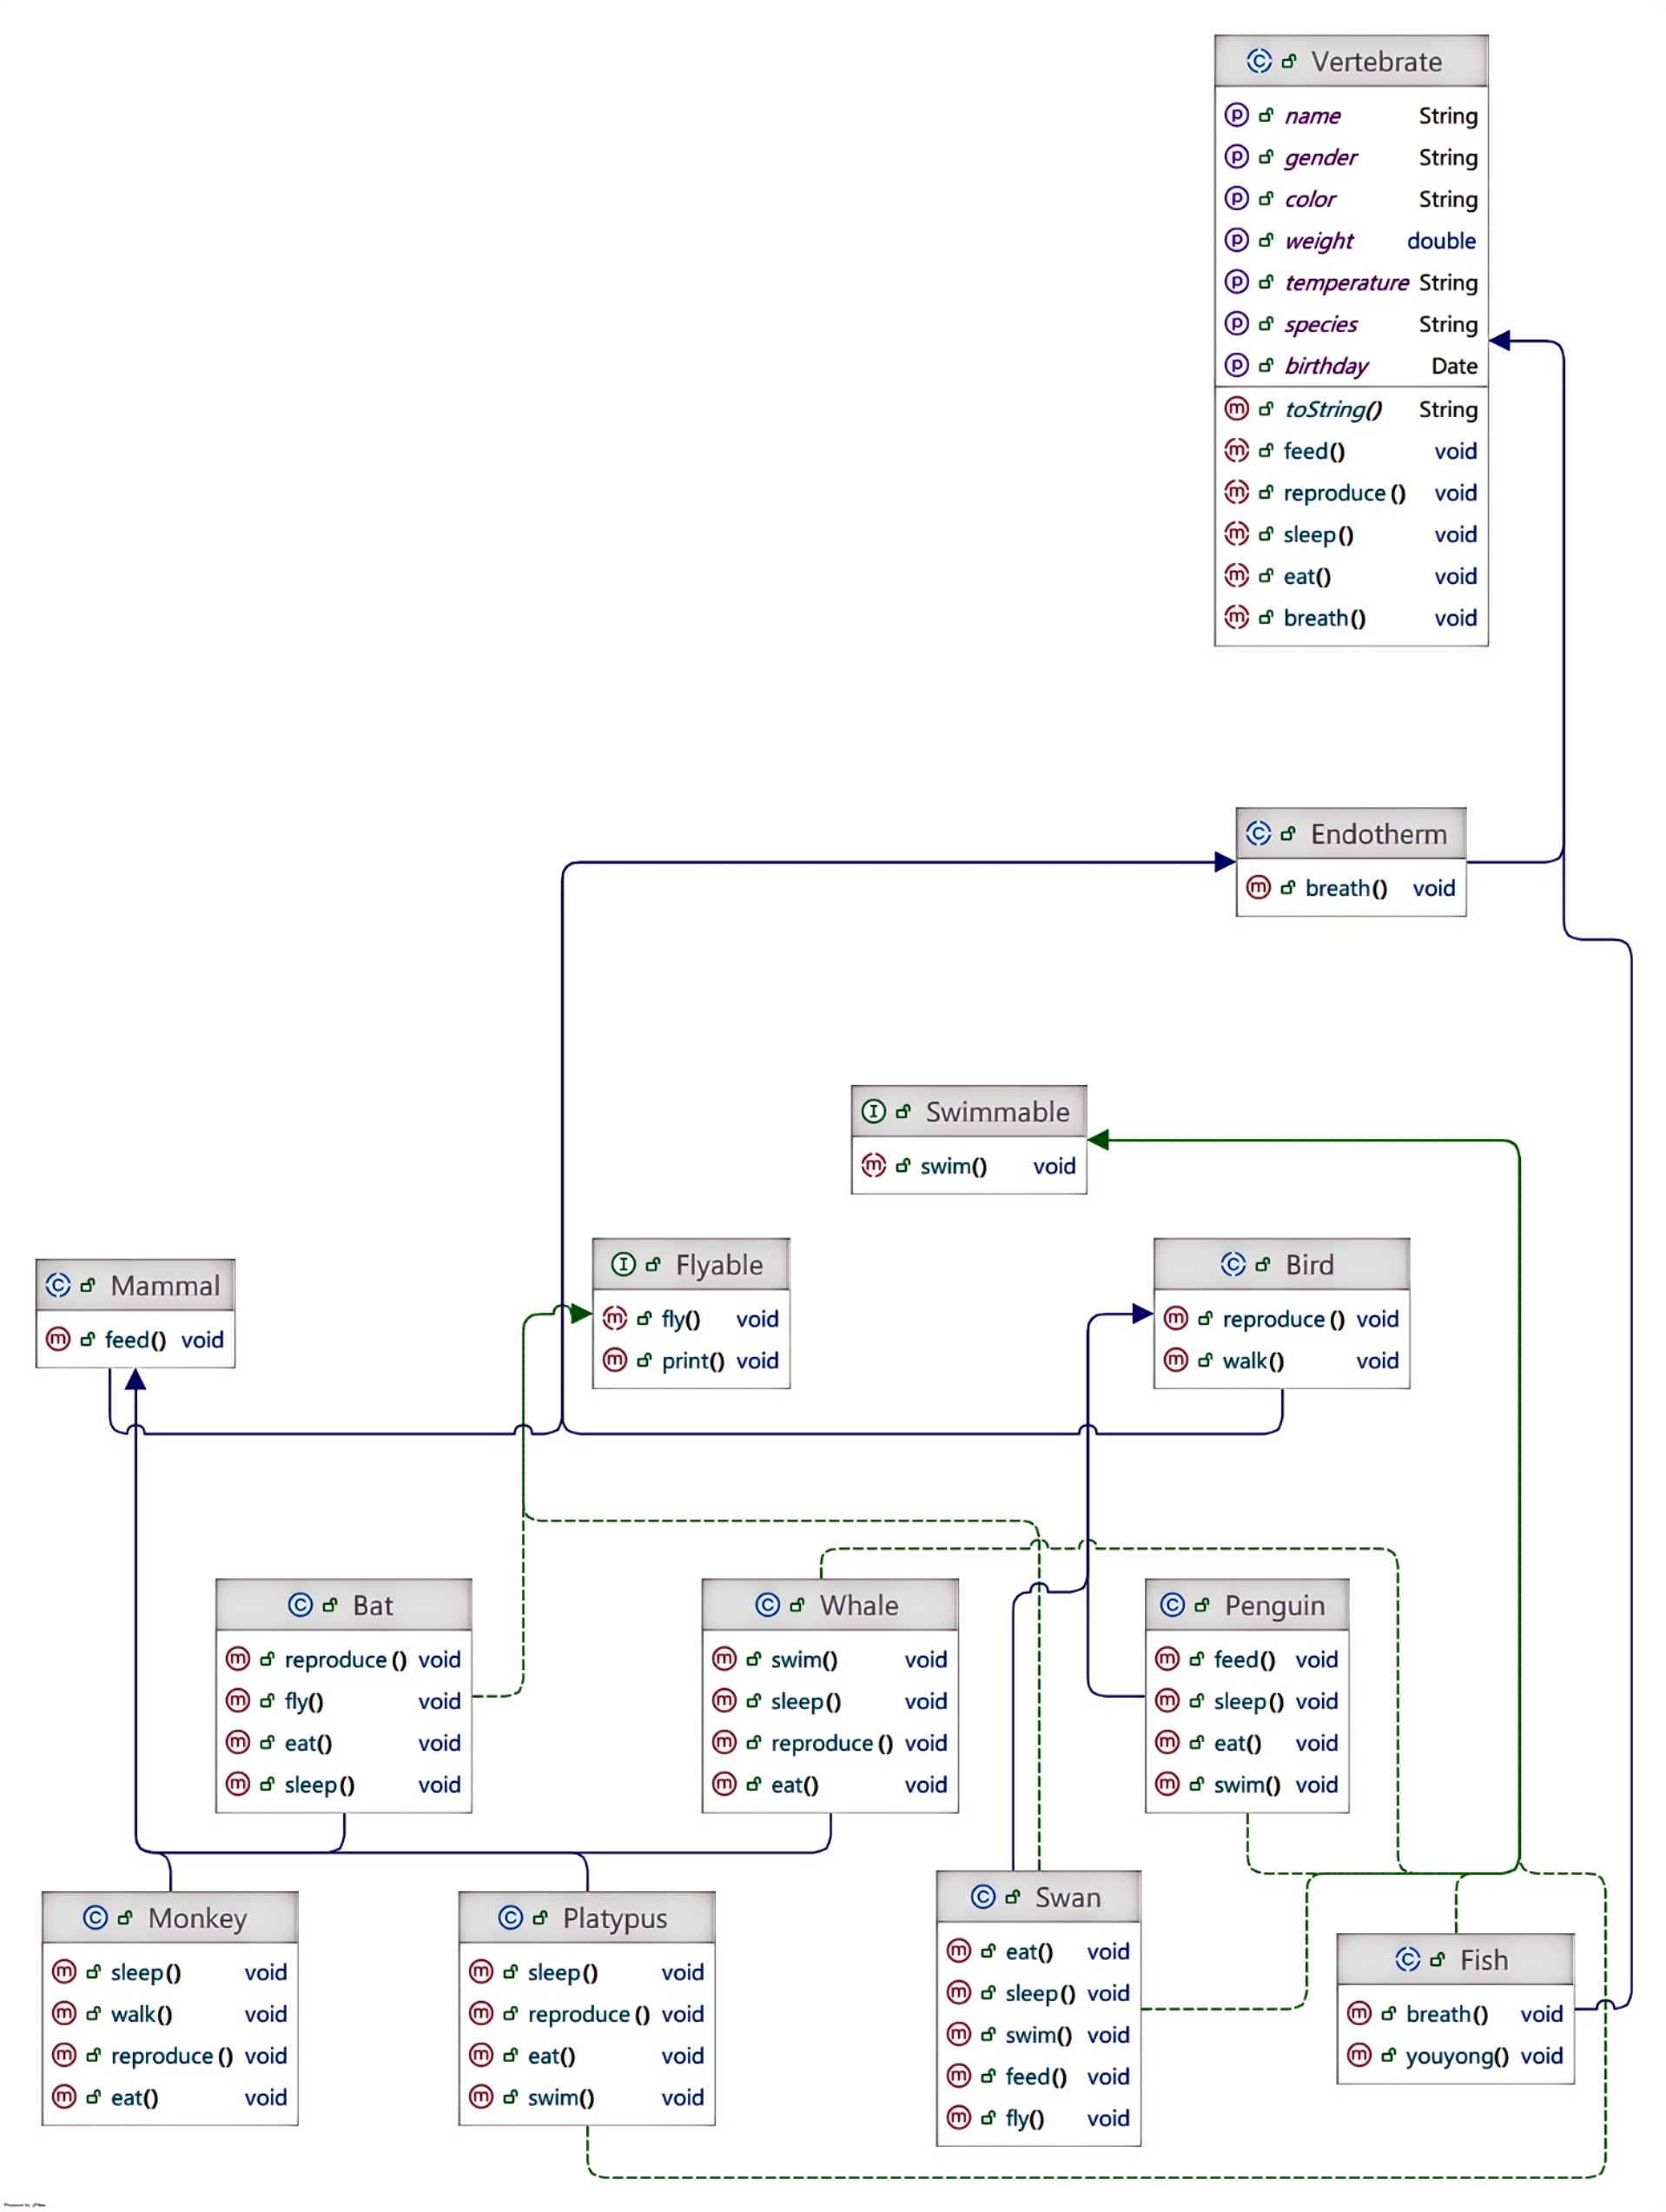 Vertebrate
name String
gender String
color String
weight double
temperature String
species String
birthday Date
toString() String
feed() void
reproduce() void
sleep() void
eat() void
breath() void
Endotherm
breath() void
Swimmable
swim() void
Mammal
feed() void
Flyable
fly() void
print() void
Bird
reproduce() void
walk() void
Bat
reproduce() void
fly() void
eat() void
sleep() void
Whale
swim() void
sleep() void
reproduce() void
eat() void
Penguin
feed() void
sleep() void
eat() void
swim() void
Monkey
sleep() void
walk() void
reproduce() void
eat() void
Platypus
sleep() void
reproduce() void
eat() void
swim() void
Swan
eat() void
sleep() void
swim() void
feed() void
fly() void
Fish
breath() void
youyong() void